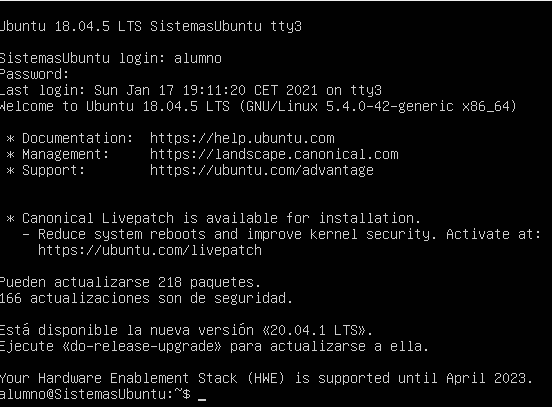 Ubuntu 18.04.5 LTS SistemasUbuntu tty3
SistemasUbuntu login: alumno
Password:
Last login: Sun Jan 17 19:11:20 CET 2021 on tty3
Welcome to Ubuntu 18.04.5 LTS (GNU/Linux 5.4.0-42-generic x86_64)
* Documentation:  https://help.ubuntu.com
* Management:     https://landscape.canonical.com
* Support:        https://ubuntu.com/advantage
* Canonical Livepatch is available for installation.
- Reduce system reboots and improve kernel security. Activate at:
https://ubuntu.com/livepatch
Pueden actualizarse 218 paquetes.
166 actualizaciones son de seguridad.
Está disponible la nueva versión «20.04.1 LTS».
Ejecute «do-release-upgrade» para actualizarse a ella.
Your Hardware Enablement Stack (HWE) is supported until April 2023.
alumno@SistemasUbuntu:~$ _